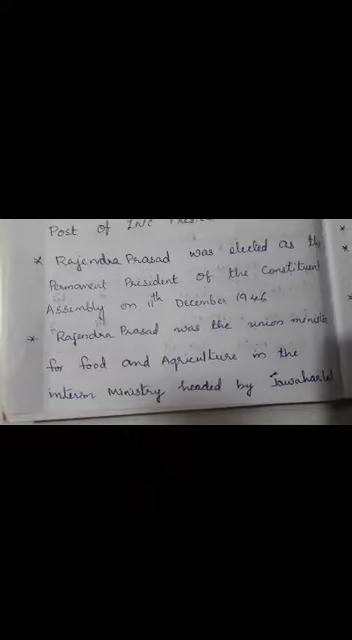 Post of INC
* Rajendra Prasad was elected as the
Permanent President of the Constituent
Assembly on 11th December 1946
* Rajendra Prasad was the union minister
for food and Agriculture in the
interim Ministry headed by Jawaharlal